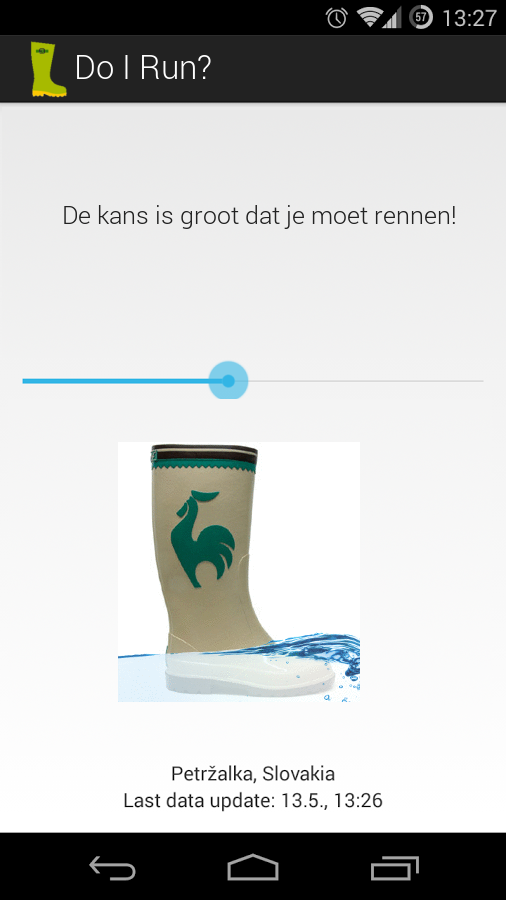 57 13:27
Do I Run?
De kans is groot dat je moet rennen!
Petržalka, Slovakia
Last data update: 13.5., 13:26